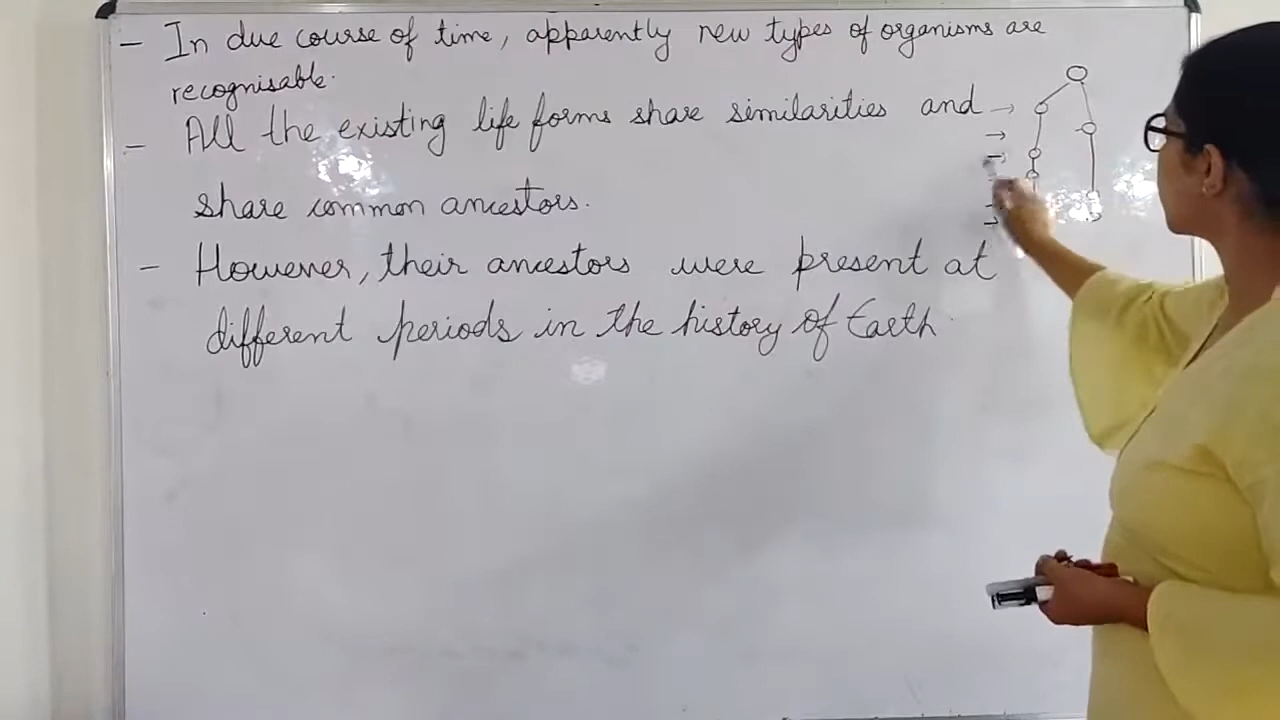 - In due course of time, apparently new types of organisms are
recognisable.
- All the existing life forms share similarities and
share common ancestors.
- However, their ancestors were present at
different periods in the history of Earth.